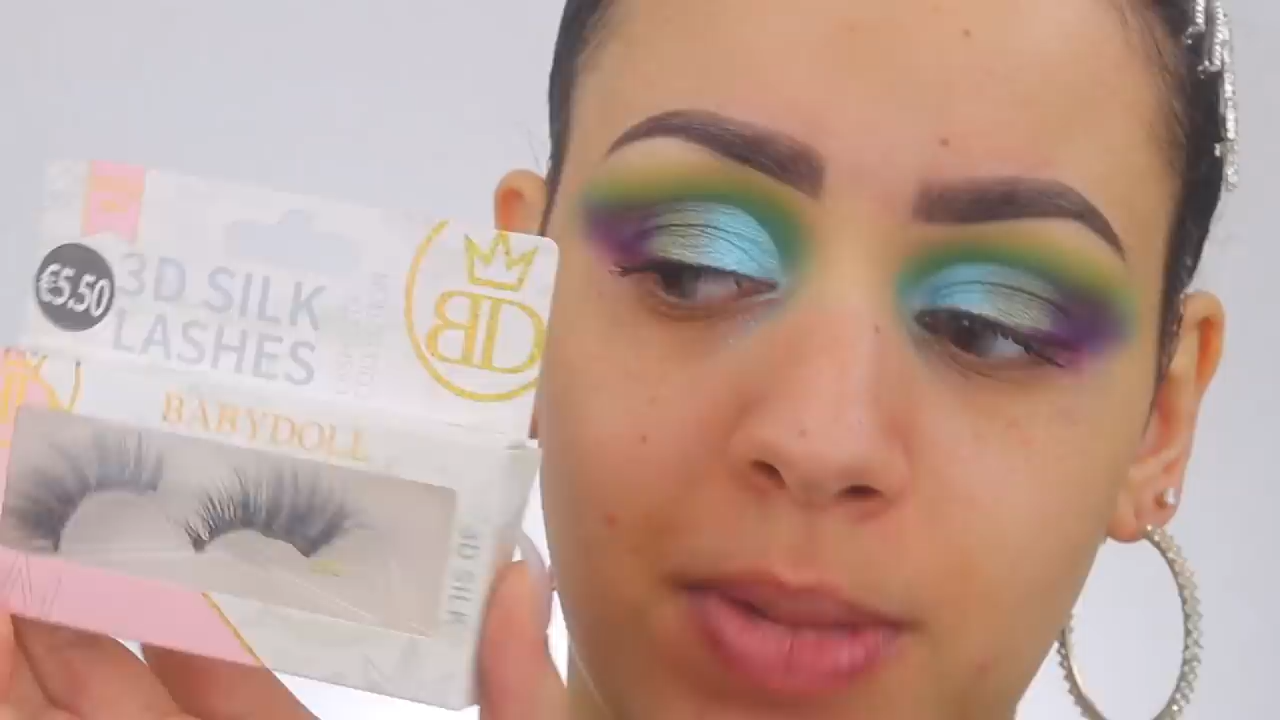 €5.50
3D SILK
LASHES
BD
BABYDOLL
3D SILK